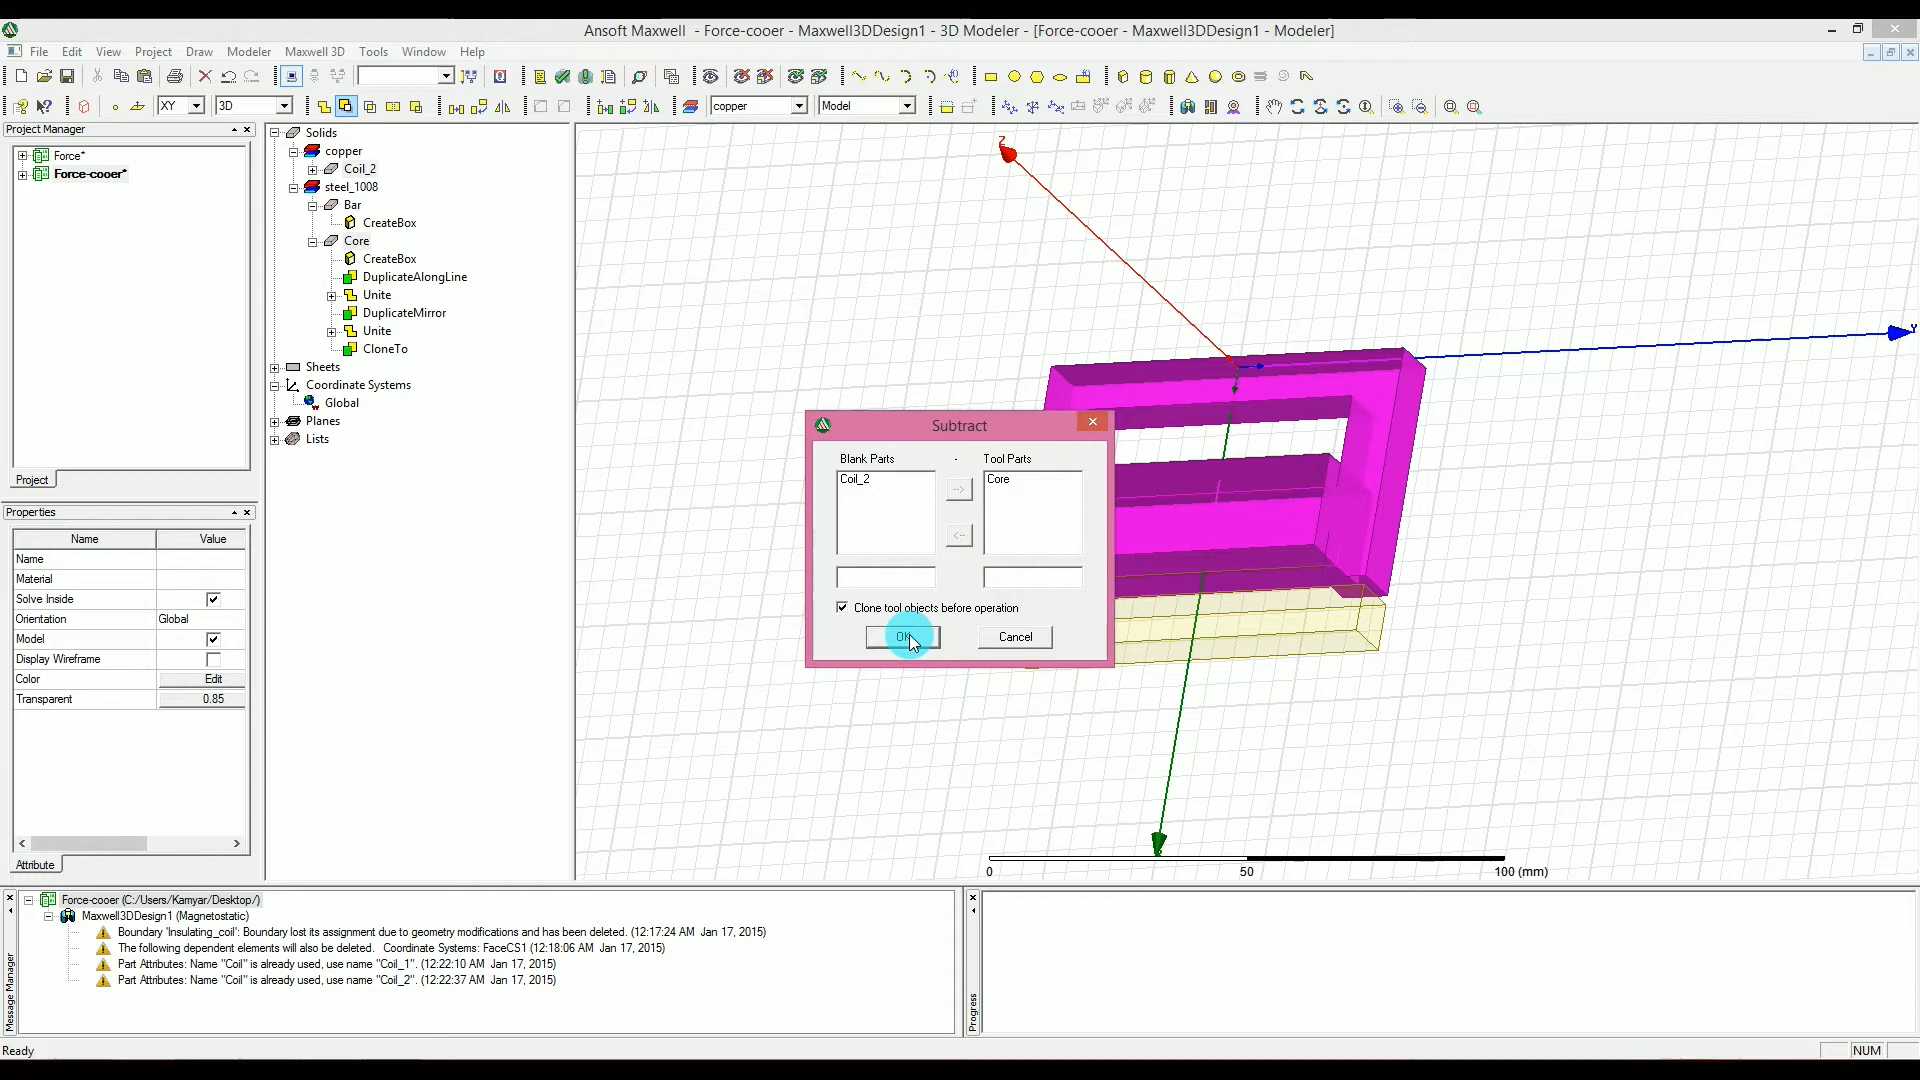 Ansoft Maxwell - Force-cooer - Maxwell3DDesign1 - 3D Modeler - [Force-cooer - Maxwell3DDesign1 - Modeler]
File Edit View Project Draw Modeler Maxwell 3D Tools Window Help
XY 3D copper Model
Project Manager
Force*
Force-cooer*
Project
Properties
Name Value
Name
Material
Solve Inside
Orientation Global
Model
Display Wireframe
Color Edit
Transparent 0.85
Attribute
Solids
copper
Coil_2
steel_1008
Bar
CreateBox
Core
CreateBox
DuplicateAlongLine
Unite
DuplicateMirror
Unite
CloneTo
Sheets
Coordinate Systems
Global
Planes
Lists
Z
Y
Subtract
Blank Parts - Tool Parts
Coil_2 Core
-->
<--
Clone tool objects before operation
OK Cancel
0 50 100 (mm)
Message Manager
Force-cooer (C:/Users/Kamyar/Desktop/)
Maxwell3DDesign1 (Magnetostatic)
Boundary 'Insulating_coil': Boundary lost its assignment due to geometry modifications and has been deleted. (12:17:24 AM Jan 17, 2015)
The following dependent elements will also be deleted. Coordinate Systems: FaceCS1 (12:18:06 AM Jan 17, 2015)
Part Attributes: Name "Coil" is already used, use name "Coil_1". (12:22:10 AM Jan 17, 2015)
Part Attributes: Name "Coil" is already used, use name "Coil_2". (12:22:37 AM Jan 17, 2015)
Progress
Ready NUM